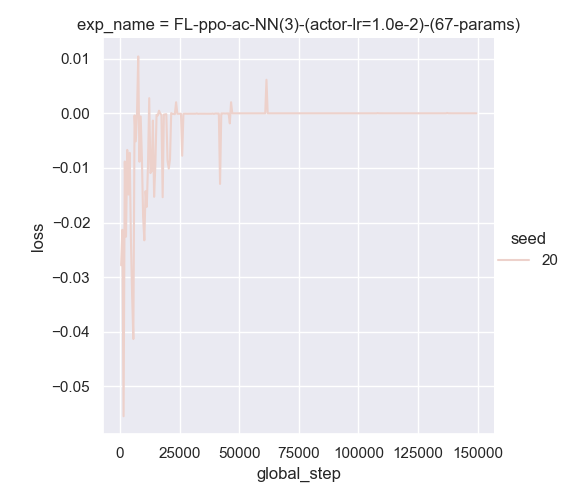 exp_name = FL-ppo-ac-NN(3)-(actor-lr=1.0e-2)-(67-params)
0.01
0.00
−0.01
−0.02
−0.03
−0.04
−0.05
loss
seed
20
0 25000 50000 75000 100000 125000 150000
global_step